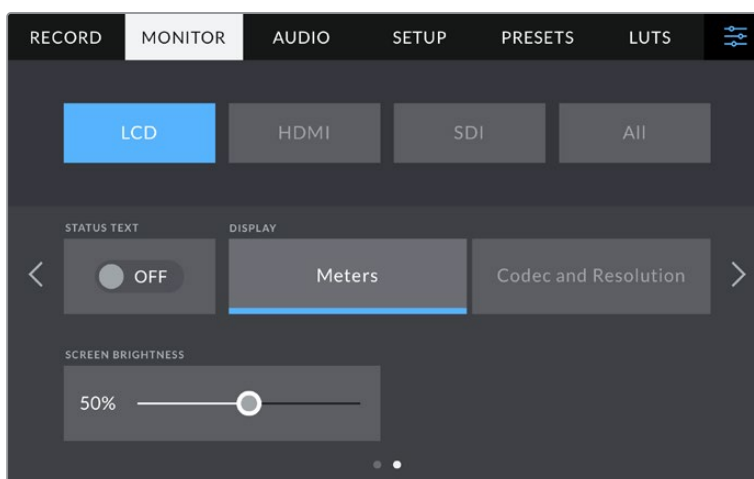 RECORD MONITOR AUDIO SETUP PRESETS LUTS
LCD HDMI SDI All
STATUS TEXT DISPLAY
OFF Meters Codec and Resolution
SCREEN BRIGHTNESS
50%